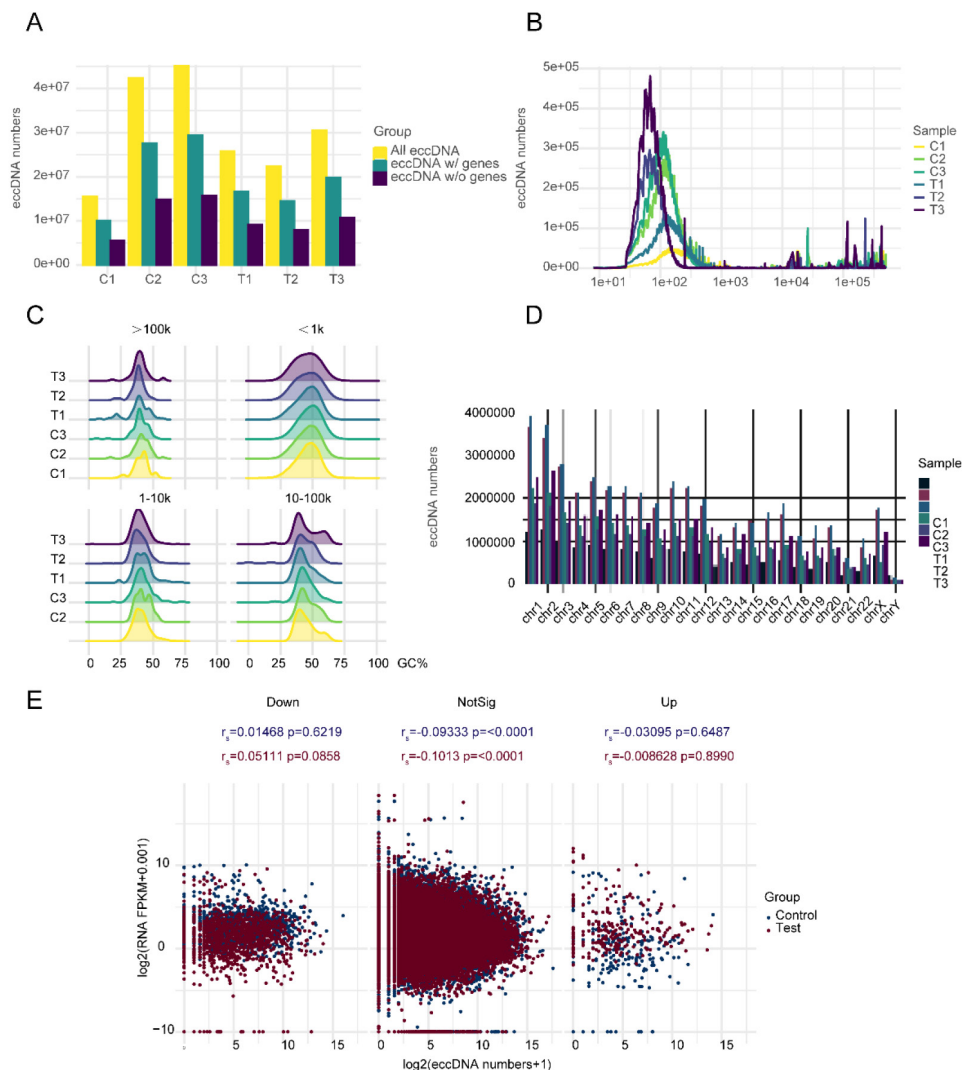 A
eccDNA numbers
4e+07
3e+07
2e+07
1e+07
0e+00
C1 C2 C3 T1 T2 T3
Group
All eccDNA
eccDNA w/ genes
eccDNA w/o genes
B
eccDNA numbers
5e+05
4e+05
3e+05
2e+05
1e+05
0e+00
1e+01 1e+02 1e+03 1e+04 1e+05
Sample
C1
C2
C3
T1
T2
T3
C
>100k <1k
T3
T2
T1
C3
C2
C1
1-10k 10-100k
T3
T2
T1
C3
C2
0 25 50 75 100 0 25 50 75 100
GC%
D
eccDNA numbers
4000000
2000000
1000000
0
chr1 chr2 chr3 chr4 chr5 chr6 chr7 chr8 chr9 chr10 chr11 chr12 chr13 chr14 chr15 chr16 chr17 chr18 chr19 chr20 chr21 chr22 chrX chrY
Sample
C1
C2
C3
T1
T2
T3
E
Down NotSig Up
rs=0.01468 p=0.6219 rs=-0.09333 p=<0.0001 rs=-0.03095 p=0.6487
rs=0.05111 p=0.0858 rs=-0.1013 p=<0.0001 rs=-0.008628 p=0.8990
log2(RNA FPKM+0.001)
10
0
−10
5 10 15 0 5 10 15 0 5 10 15
log2(eccDNA numbers+1)
Group
Control
Test